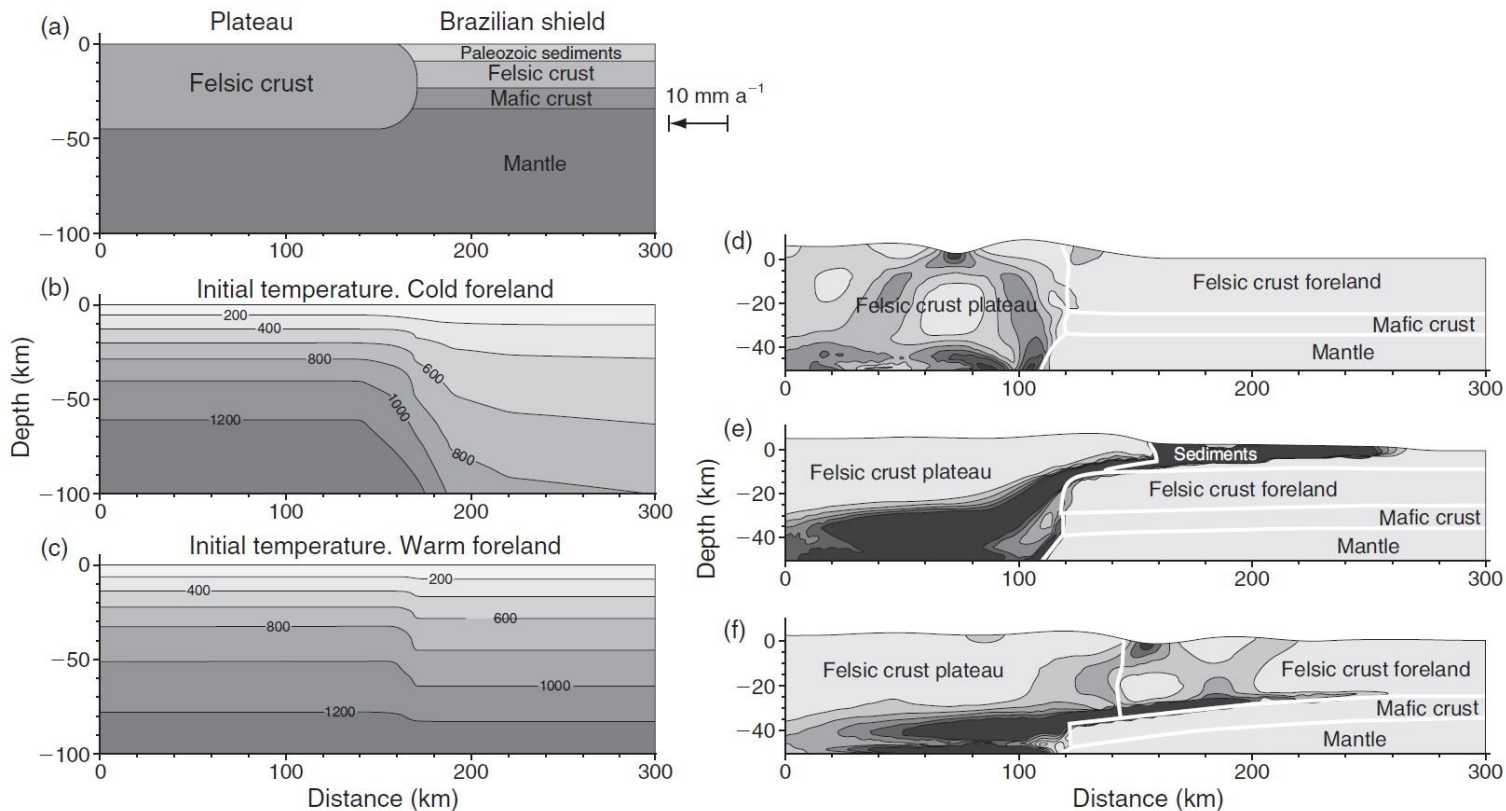 (a)
Plateau
Brazilian shield
0
−50
−100
Felsic crust
Paleozoic sediments
Felsic crust
Mafic crust
Mantle
10 mm a⁻¹
0 100 200 300
(b)
Initial temperature. Cold foreland
0
−50
−100
200
400
800
600
1000
1200
800
Depth (km)
0 100 200 300
(c)
Initial temperature. Warm foreland
0
−50
−100
200
400
600
800
1000
1200
0 100 200 300
Distance (km)
(d)
0
−20
−40
Felsic crust plateau
Felsic crust foreland
Mafic crust
Mantle
0 100 200 300
(e)
0
−20
−40
Depth (km)
Felsic crust plateau
Sediments
Felsic crust foreland
Mafic crust
Mantle
0 100 200 300
(f)
0
−20
−40
Felsic crust plateau
Felsic crust foreland
Mafic crust
Mantle
0 100 200 300
Distance (km)